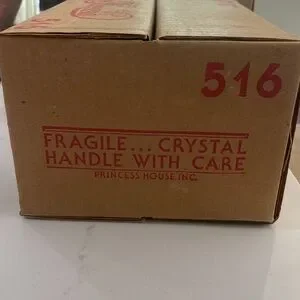 516
FRAGILE... CRYSTAL
HANDLE WITH CARE
PRINCESS HOUSE INC.